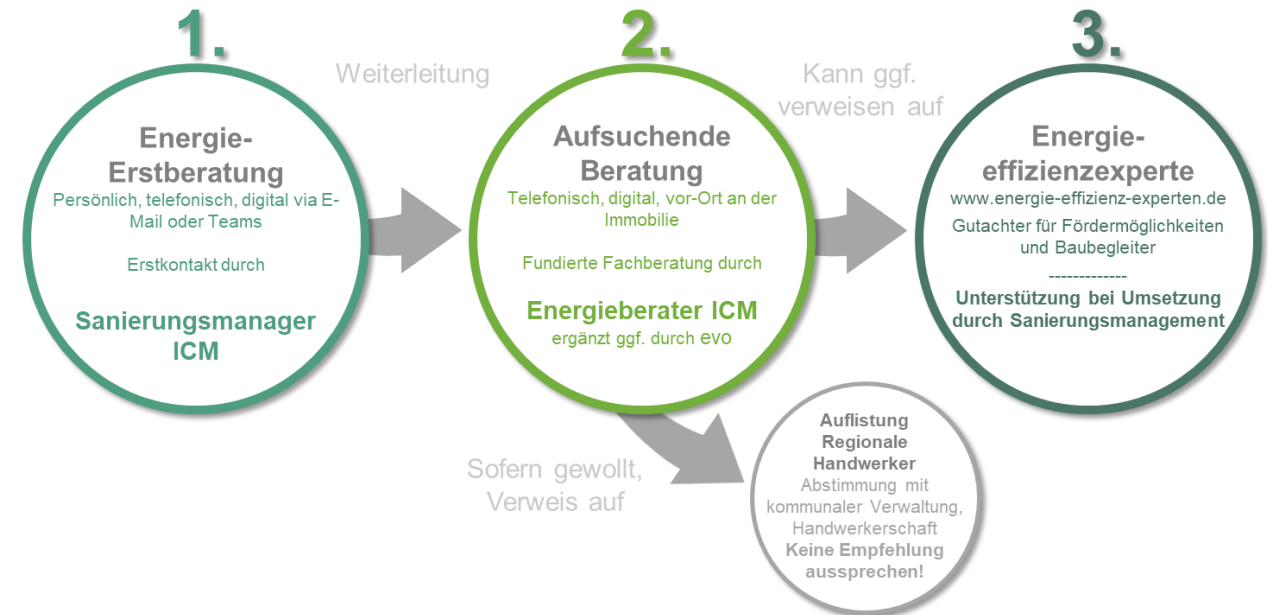 1.
Energie-
Erstberatung
Persönlich, telefonisch, digital via E-
Mail oder Teams
Erstkontakt durch
Sanierungsmanager
ICM
Weiterleitung
2.
Aufsuchende
Beratung
Telefonisch, digital, vor-Ort an der
Immobilie
Fundierte Fachberatung durch
Energieberater ICM
ergänzt ggf. durch evo
Kann ggf.
verweisen auf
3.
Energie-
effizienzexperte
www.energie-effizienz-experten.de
Gutachter für Fördermöglichkeiten
und Baubegleiter
-------------
Unterstützung bei Umsetzung
durch Sanierungsmanagement
Sofern gewollt,
Verweis auf
Auflistung
Regionale
Handwerker
Abstimmung mit
kommunaler Verwaltung,
Handwerkerschaft
Keine Empfehlung
aussprechen!